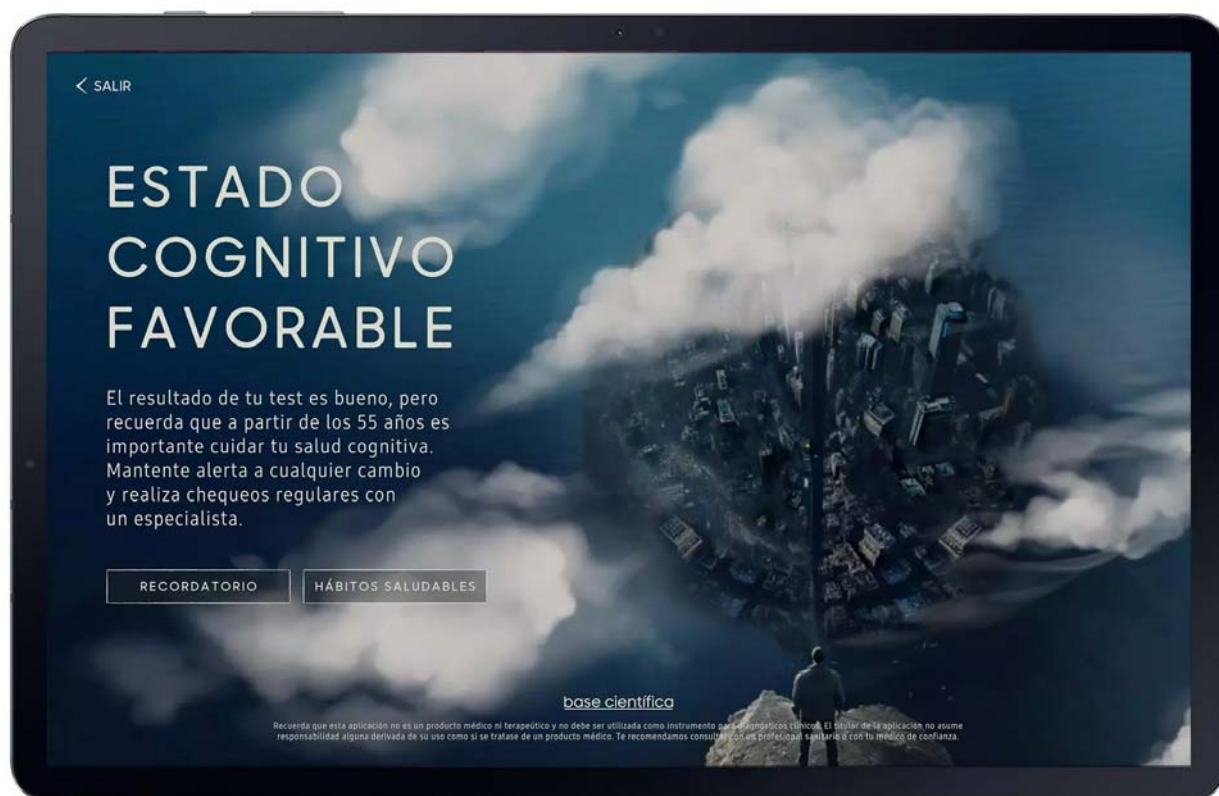 SALIR
ESTADO
COGNITIVO
FAVORABLE
El resultado de tu test es bueno, pero
recuerda que a partir de los 55 años es
importante cuidar tu salud cognitiva.
Mantente alerta a cualquier cambio
y realiza chequeos regulares con
un especialista.
RECORDATORIO
HÁBITOS SALUDABLES
base científica
Recuerda que esta aplicación no es un producto médico ni terapeútico y no debe ser utilizada como instrumento para diagnósticos clínicos. El titular de la aplicación no asume
responsabilidad alguna derivada de su uso como si se tratase de un producto médico. Te recomendamos consultar con un profesional sanitario o con tu médico de confianza.